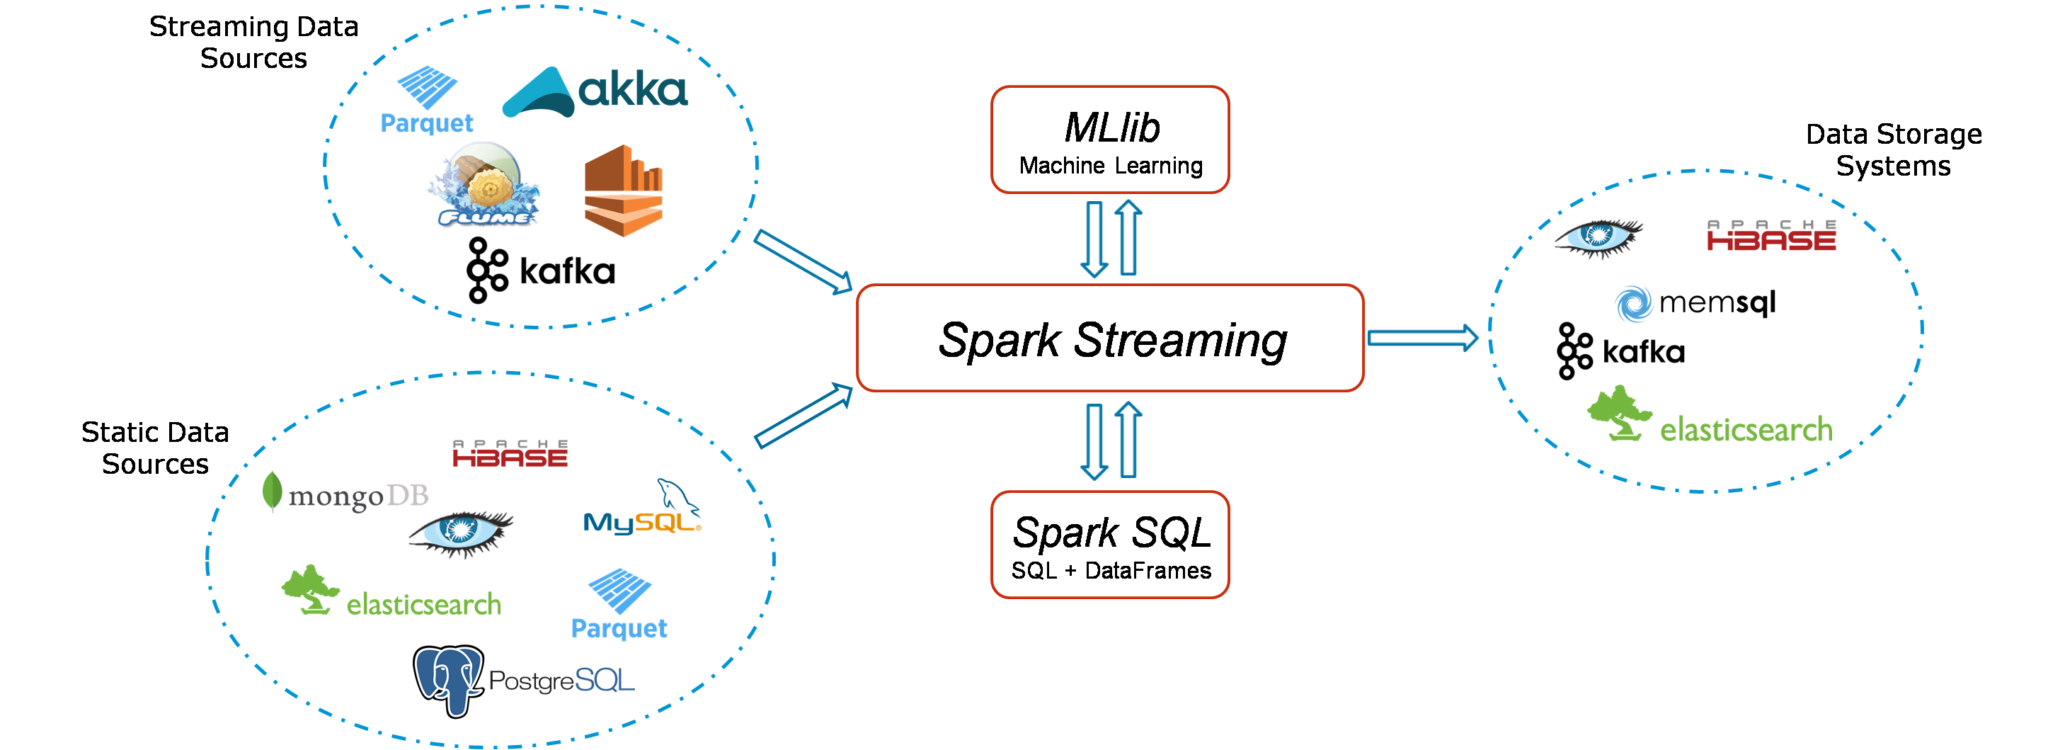 Streaming Data
Sources
Parquet
akka
FLUME
kafka
Static Data
Sources
APACHE
HBASE
mongoDB
MySQL®
elasticsearch
Parquet
PostgreSQL
MLlib
Machine Learning
Spark Streaming
Spark SQL
SQL + DataFrames
Data Storage
Systems
APACHE
HBASE
memsql
kafka
elasticsearch